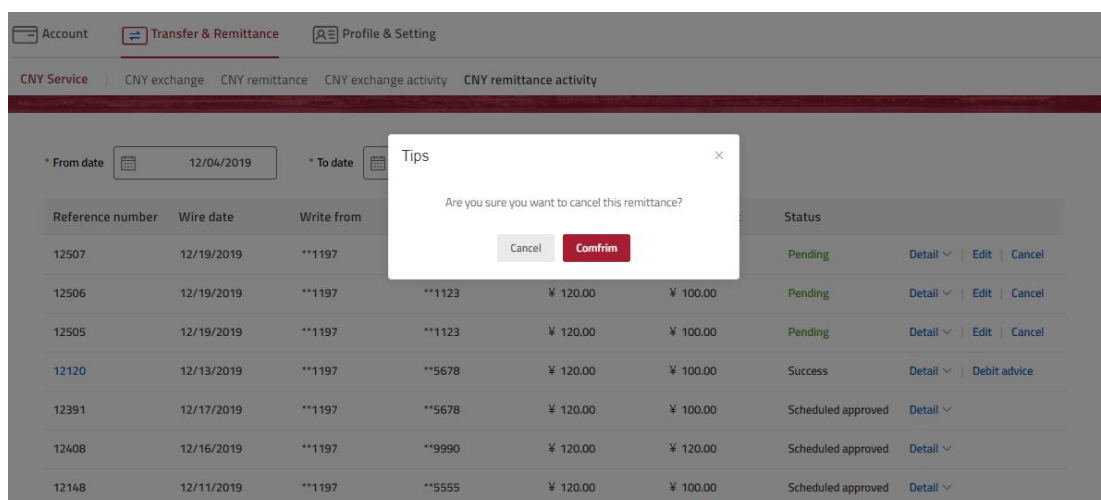 Account Transfer & Remittance Profile & Setting
CNY Service | CNY exchange CNY remittance CNY exchange activity CNY remittance activity
* From date 12/04/2019 * To date
Tips
Are you sure you want to cancel this remittance?
Cancel Comfrim
Reference number Wire date Write from Status
12507 12/19/2019 **1197 Pending Detail | Edit | Cancel
12506 12/19/2019 **1197 **1123 ¥ 120.00 ¥ 100.00 Pending Detail | Edit | Cancel
12505 12/19/2019 **1197 **1123 ¥ 120.00 ¥ 100.00 Pending Detail | Edit | Cancel
12120 12/13/2019 **1197 **5678 ¥ 120.00 ¥ 100.00 Success Detail | Debit advice
12391 12/17/2019 **1197 **5678 ¥ 120.00 ¥ 100.00 Scheduled approved Detail
12408 12/16/2019 **1197 **9990 ¥ 120.00 ¥ 120.00 Scheduled approved Detail
12148 12/11/2019 **1197 **5555 ¥ 120.00 ¥ 100.00 Scheduled approved Detail